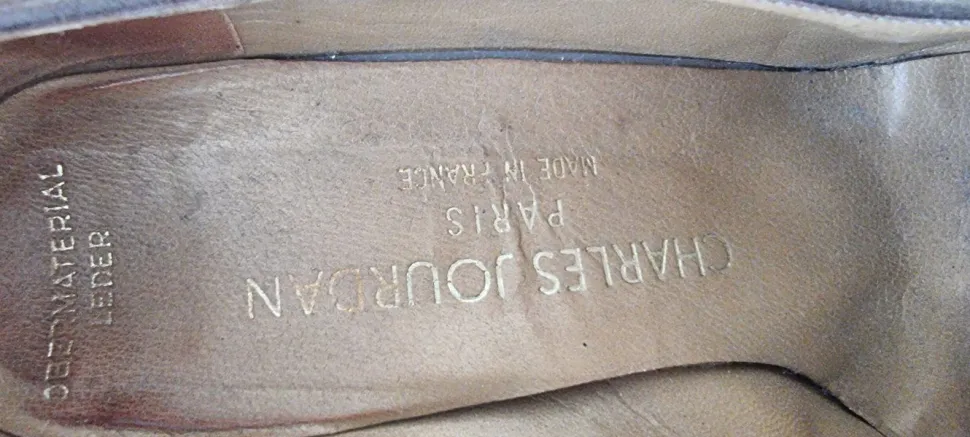 CHARLES JOURDAN
PARIS
MADE IN FRANCE
OBERMATERIAL
LEDER